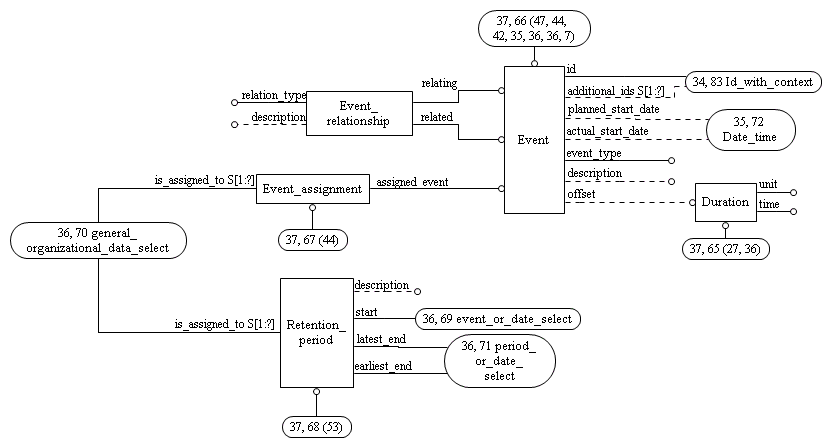 37, 66 (47, 44,
42, 35, 36, 36, 7)
id
34, 83 Id_with_context
additional_ids S[1:?]
relating
relation_type
Event_
relationship
planned_start_date
description
related
35, 72
Date_time
actual_start_date
Event
event_type
description
is_assigned_to S[1:?]
Event_assignment
assigned_event
unit
offset
Duration
time
36, 70 general_
organizational_data_select
37, 67 (44)
37, 65 (27, 36)
description
start
36, 69 event_or_date_select
is_assigned_to S[1:?]
Retention_
period
latest_end
36, 71 period_
or_date_
select
earliest_end
37, 68 (53)